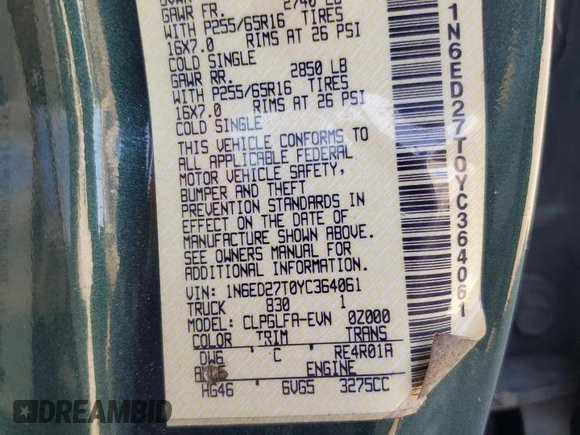 GAWR FR. 2740 LB
WITH P255/65R16 TIRES
16X7.0 RIMS AT 26 PSI
COLD SINGLE
GAWR RR. 2850 LB
WITH P255/65R16 TIRES
16X7.0 RIMS AT 26 PSI
COLD SINGLE
THIS VEHICLE CONFORMS TO
ALL APPLICABLE FEDERAL
MOTOR VEHICLE SAFETY,
BUMPER AND THEFT
PREVENTION STANDARDS IN
EFFECT ON THE DATE OF
MANUFACTURE SHOWN ABOVE.
SEE OWNERS MANUAL FOR
ADDITIONAL INFORMATION.
VIN: 1N6ED27T0YC364061
TRUCK 830 1
MODEL: CLPGLFA-EVN 0Z000
COLOR TRIM TRANS
DW6 C RE4R01A
ENGINE
HG46 6VG5 3275CC
1N6ED27T0YC364061
DREAMBID